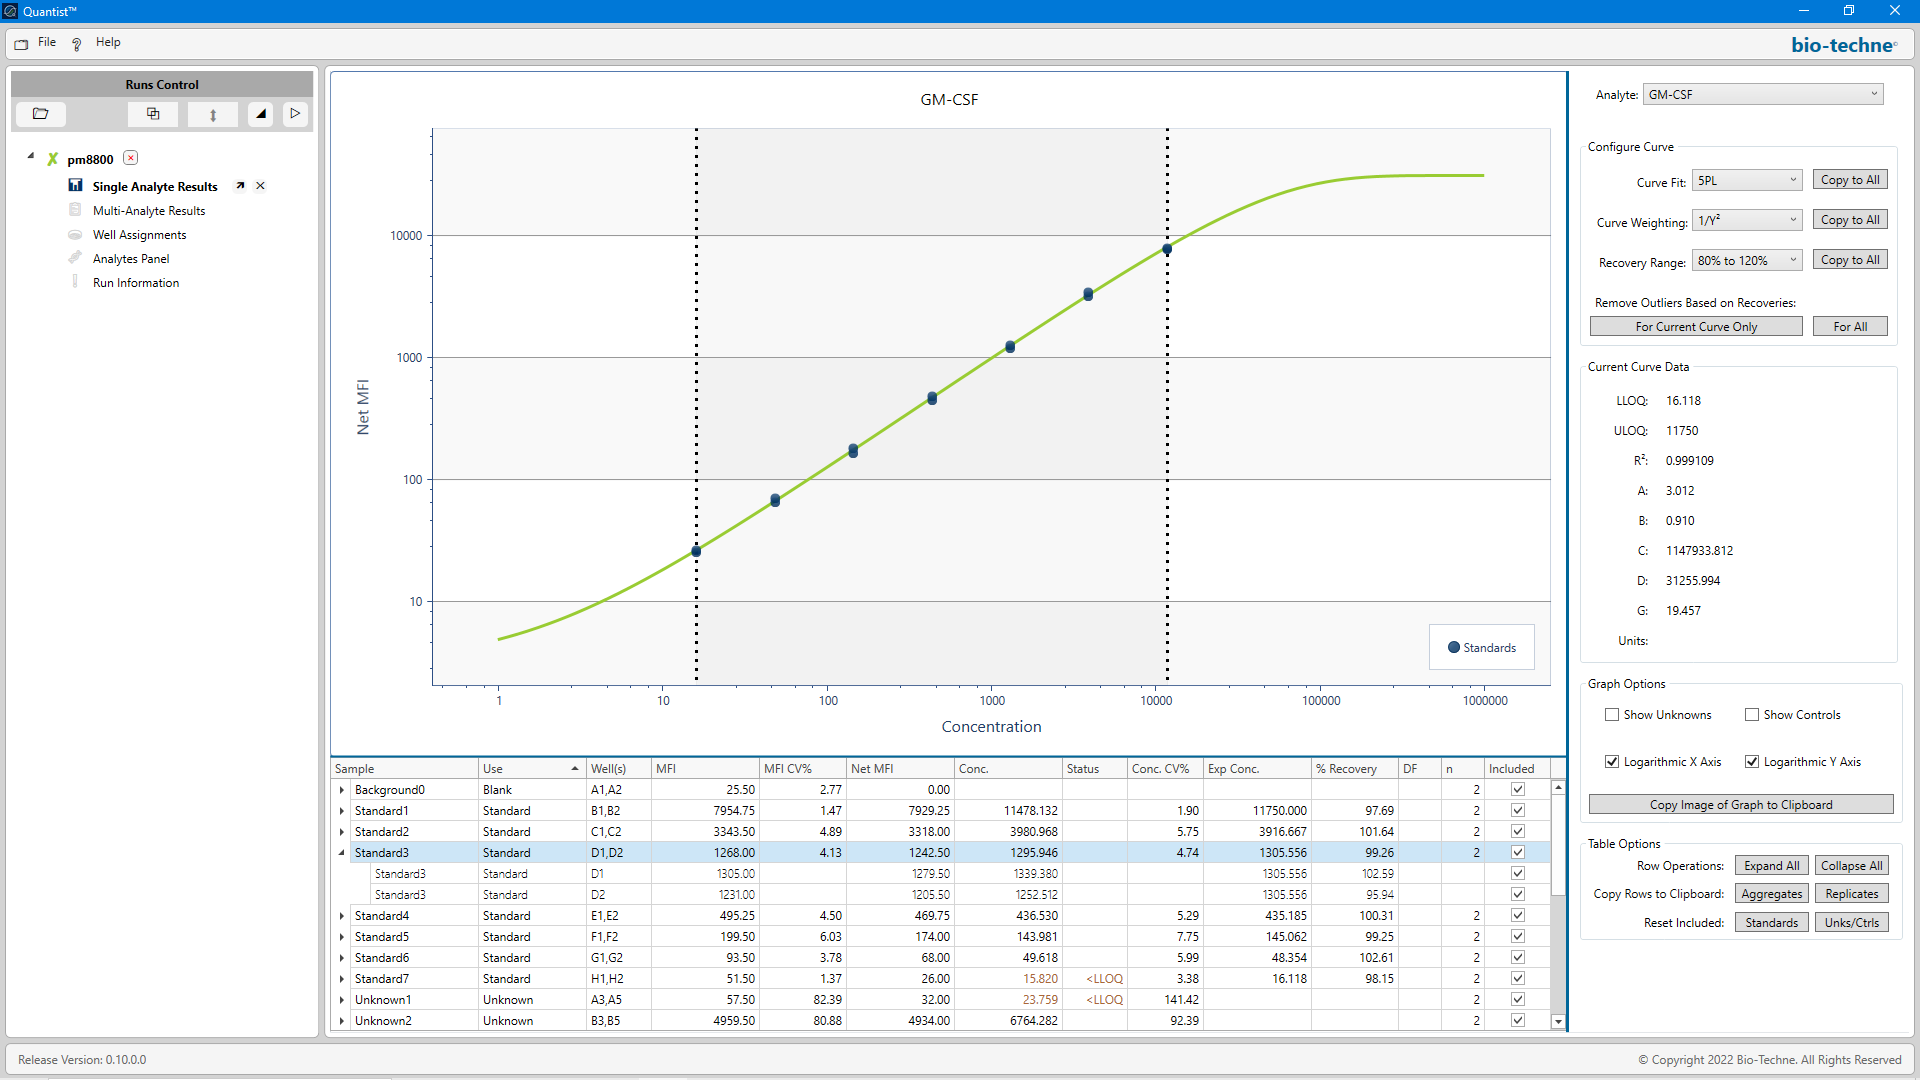 Quantist™
File Help
bio-techne®
Runs Control
pm8800
Single Analyte Results
Multi-Analyte Results
Well Assignments
Analytes Panel
Run Information
GM-CSF
Net MFI
10000
1000
100
10
1 10 100 1000 10000 100000 1000000
Concentration
Standards
Sample Use Well(s) MFI MFI CV% Net MFI Conc. Status Conc. CV% Exp Conc. % Recovery DF n Included
Background0 Blank A1,A2 25.50 2.77 0.00 2
Standard1 Standard B1,B2 7954.75 1.47 7929.25 11478.132 1.90 11750.000 97.69 2
Standard2 Standard C1,C2 3343.50 4.89 3318.00 3980.968 5.75 3916.667 101.64 2
Standard3 Standard D1,D2 1268.00 4.13 1242.50 1295.946 4.74 1305.556 99.26 2
Standard3 Standard D1 1305.00 1279.50 1339.380 1305.556 102.59
Standard3 Standard D2 1231.00 1205.50 1252.512 1305.556 95.94
Standard4 Standard E1,E2 495.25 4.50 469.75 436.530 5.29 435.185 100.31 2
Standard5 Standard F1,F2 199.50 6.03 174.00 143.981 7.75 145.062 99.25 2
Standard6 Standard G1,G2 93.50 3.78 68.00 49.618 5.99 48.354 102.61 2
Standard7 Standard H1,H2 51.50 1.37 26.00 15.820 <LLOQ 3.38 16.118 98.15 2
Unknown1 Unknown A3,A5 57.50 82.39 32.00 23.759 <LLOQ 141.42 2
Unknown2 Unknown B3,B5 4959.50 80.88 4934.00 6764.282 92.39 2
Analyte: GM-CSF
Configure Curve
Curve Fit: 5PL Copy to All
Curve Weighting: 1/Y² Copy to All
Recovery Range: 80% to 120% Copy to All
Remove Outliers Based on Recoveries:
For Current Curve Only For All
Current Curve Data
LLOQ: 16.118
ULOQ: 11750
R²: 0.999109
A: 3.012
B: 0.910
C: 1147933.812
D: 31255.994
G: 19.457
Units:
Graph Options
Show Unknowns Show Controls
Logarithmic X Axis Logarithmic Y Axis
Copy Image of Graph to Clipboard
Table Options
Row Operations: Expand All Collapse All
Copy Rows to Clipboard: Aggregates Replicates
Reset Included: Standards Unks/Ctrls
Release Version: 0.10.0.0
© Copyright 2022 Bio-Techne. All Rights Reserved